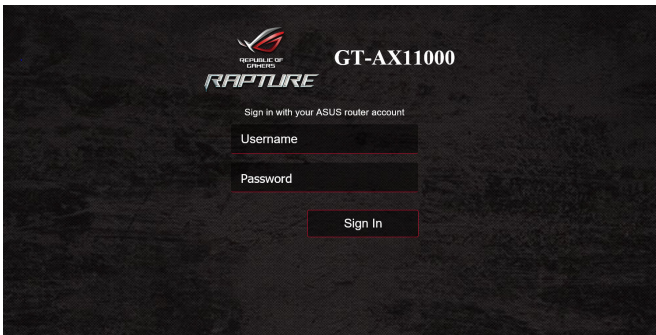 REPUBLIC OF
GAMERS
GT-AX11000
RAPTURE
Sign in with your ASUS router account
Username
Password
Sign In